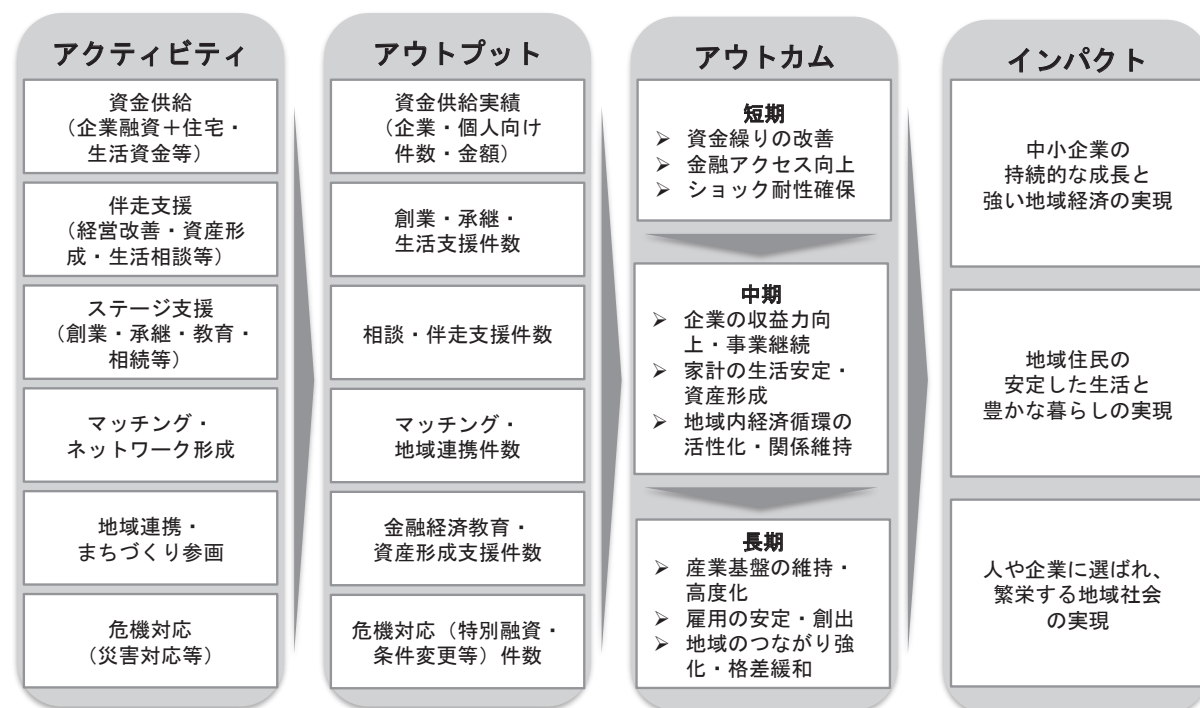 アクティビティ
資金供給
（企業融資＋住宅・
生活資金等）
伴走支援
（経営改善・資産形
成・生活相談等）
ステージ支援
（創業・承継・教育・
相続等）
マッチング・
ネットワーク形成
地域連携・
まちづくり参画
危機対応
（災害対応等）
アウトプット
資金供給実績
（企業・個人向け
件数・金額）
創業・承継・
生活支援件数
相談・伴走支援件数
マッチング・
地域連携件数
金融経済教育・
資産形成支援件数
危機対応（特別融資・
条件変更等）件数
アウトカム
短期
➢ 資金繰りの改善
➢ 金融アクセス向上
➢ ショック耐性確保
中期
➢ 企業の収益力向
上・事業継続
➢ 家計の生活安定・
資産形成
➢ 地域内経済循環の
活性化・関係維持
長期
➢ 産業基盤の維持・
高度化
➢ 雇用の安定・創出
➢ 地域のつながり強
化・格差緩和
インパクト
中小企業の
持続的な成長と
強い地域経済の実現
地域住民の
安定した生活と
豊かな暮らしの実現
人や企業に選ばれ、
繁栄する地域社会
の実現